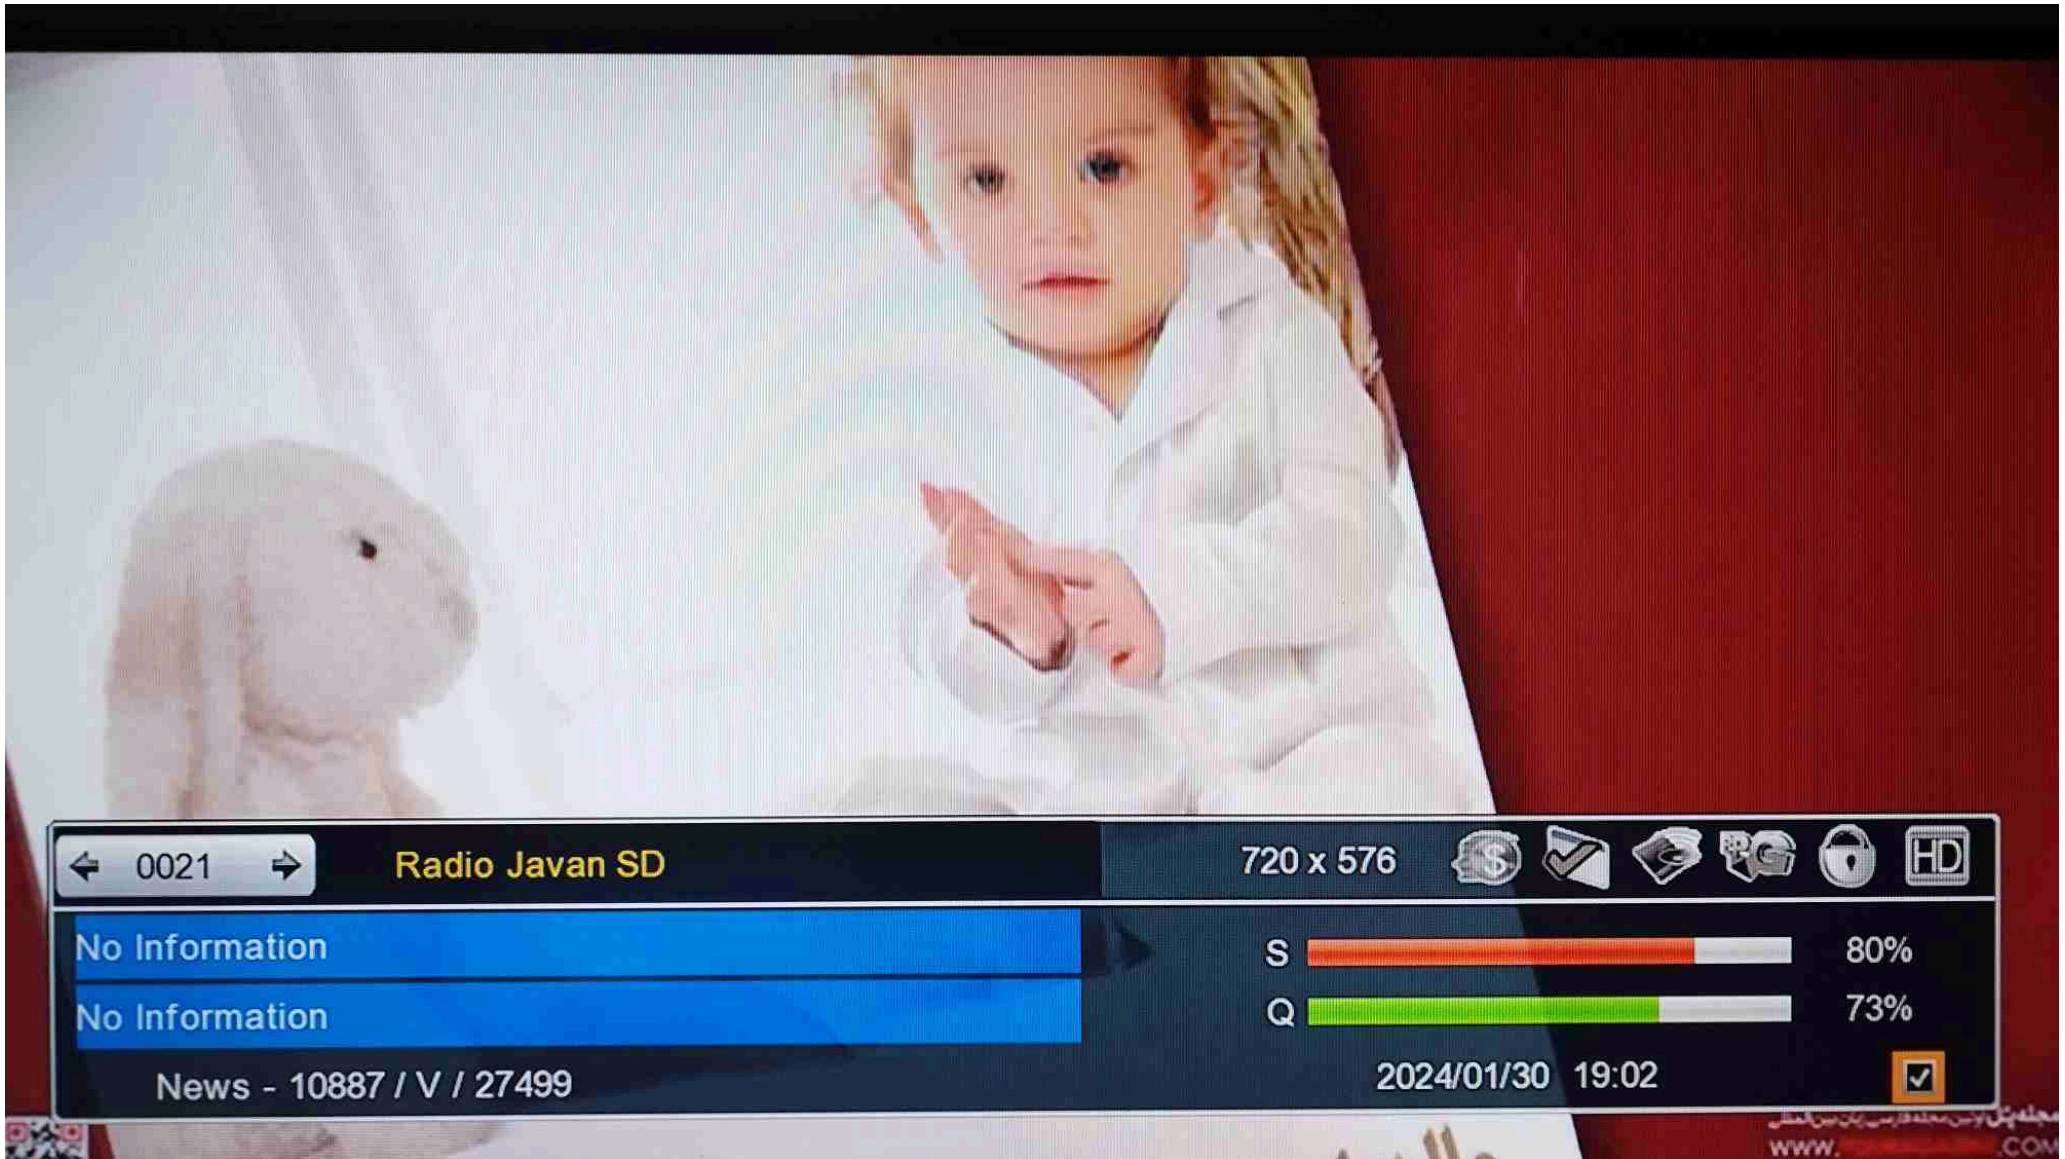 0021
Radio Javan SD
720 x 576
HD
No Information
S 80%
No Information
Q 73%
News - 10887 / V / 27499
2024/01/30 19:02
WWW. .COM